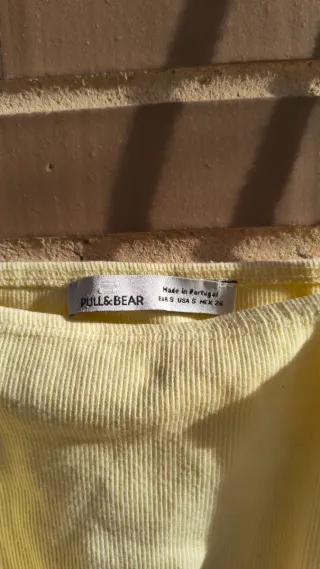 PULL&BEAR
Made in Portugal
EUR S USA S MEX 26